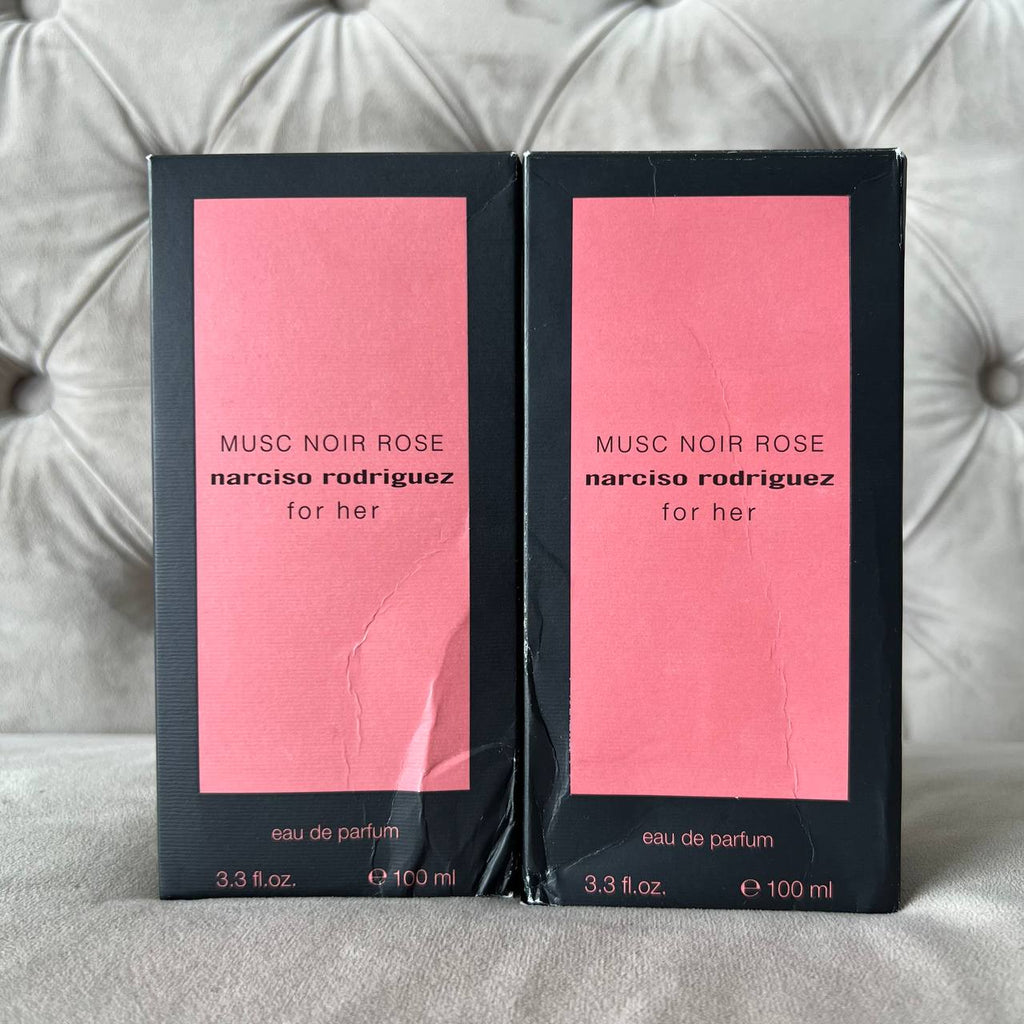 MUSC NOIR ROSE
narciso rodriguez
for her
eau de parfum
3.3 fl.oz. ℮ 100 ml
MUSC NOIR ROSE
narciso rodriguez
for her
eau de parfum
3.3 fl.oz. ℮ 100 ml